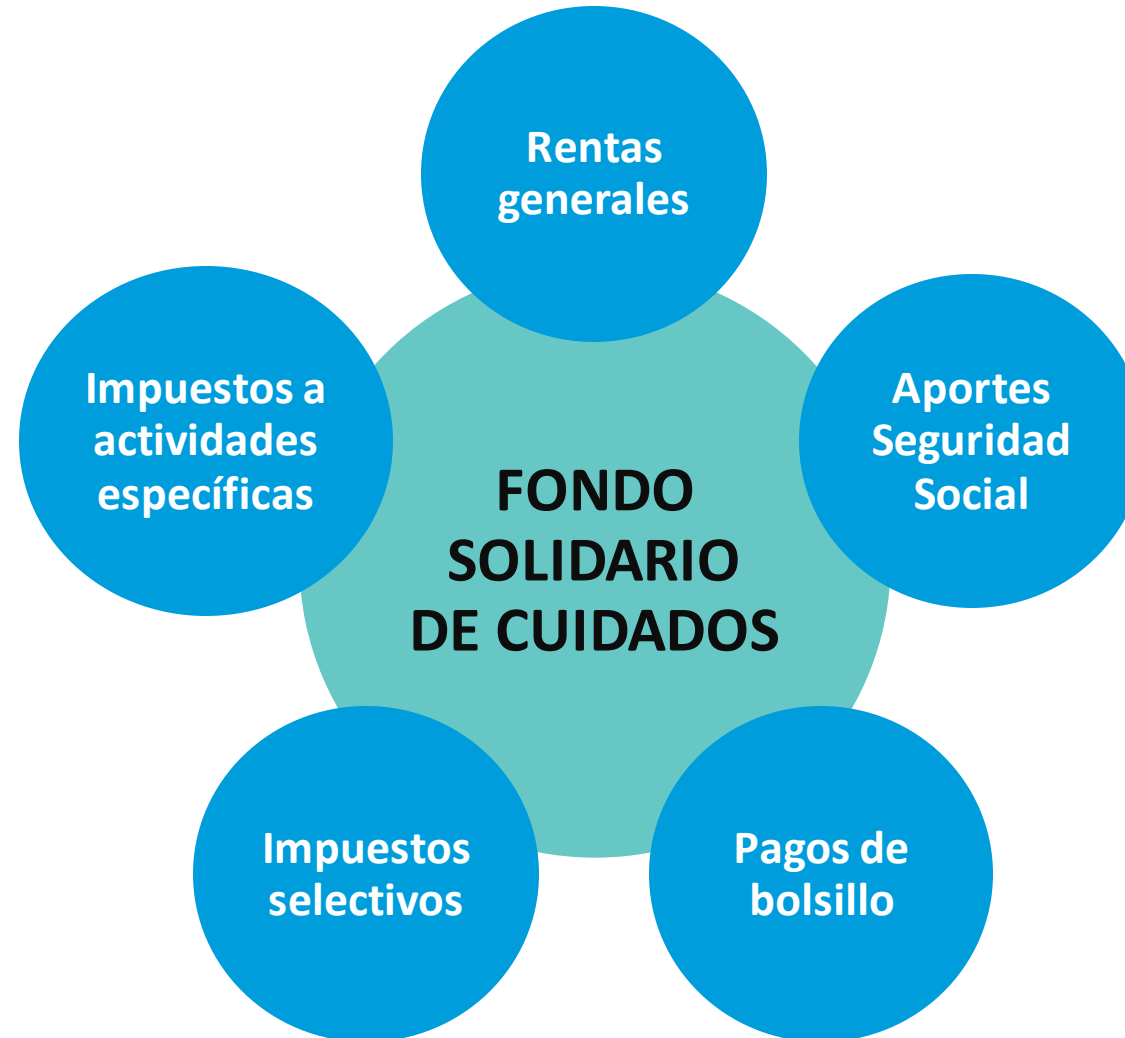 Rentas
generales
Impuestos a
actividades
específicas
Aportes
Seguridad
Social
FONDO
SOLIDARIO
DE CUIDADOS
Impuestos
selectivos
Pagos de
bolsillo